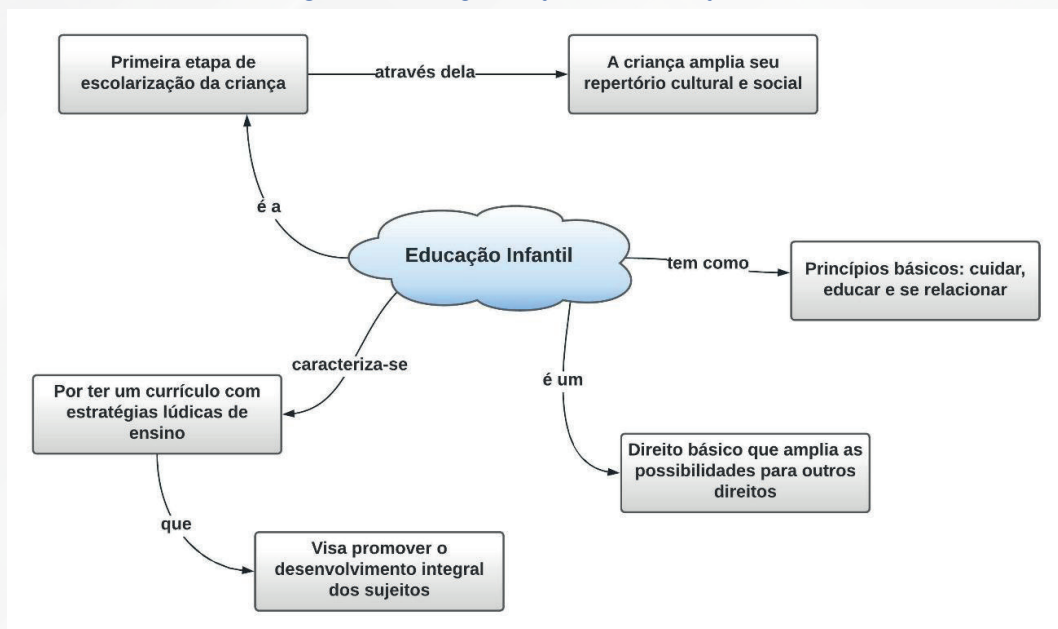 Primeira etapa de
escolarização da criança
através dela
A criança amplia seu
repertório cultural e social
é a
Educação Infantil
tem como
Princípios básicos: cuidar,
educar e se relacionar
caracteriza-se
é um
Por ter um currículo com
estratégias lúdicas de
ensino
Direito básico que amplia as
possibilidades para outros
direitos
que
Visa promover o
desenvolvimento integral
dos sujeitos